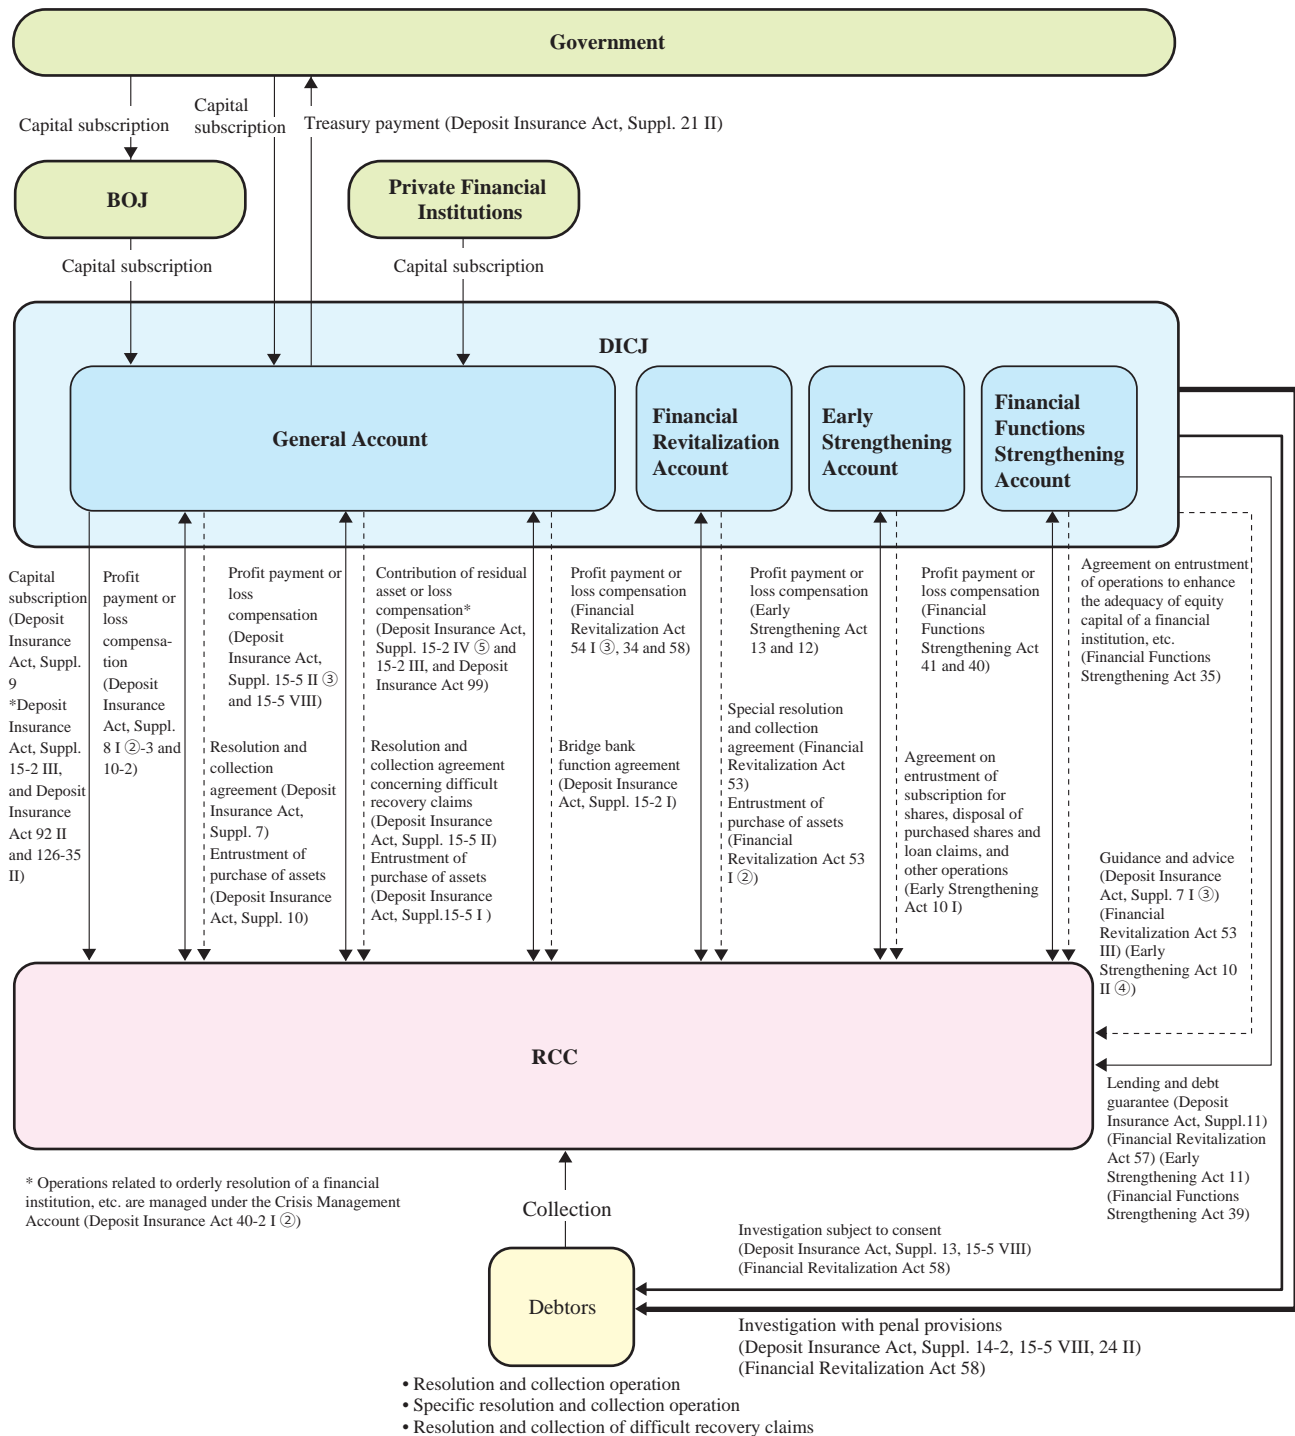 Government
Capital subscription
Capital
subscription
Treasury payment (Deposit Insurance Act, Suppl. 21 II)
BOJ
Private Financial
Institutions
Capital subscription
Capital subscription
DICJ
General Account
Financial
Revitalization
Account
Early
Strengthening
Account
Financial
Functions
Strengthening
Account
Capital
subscription
(Deposit
Insurance
Act, Suppl.
9
*Deposit
Insurance
Act, Suppl.
15-2 III,
and Deposit
Insurance
Act 92 II
and 126-35
II)
Profit
payment or
loss
compensa-
tion
(Deposit
Insurance
Act, Suppl.
8 I ②-3 and
10-2)
Profit payment or
loss
compensation
(Deposit
Insurance Act,
Suppl. 15-5 II ③
and 15-5 VIII)
Resolution and
collection
agreement (Deposit
Insurance Act,
Suppl. 7)
Entrustment of
purchase of assets
(Deposit Insurance
Act, Suppl. 10)
Contribution of residual
asset or loss
compensation*
(Deposit Insurance Act,
Suppl. 15-2 IV ⑤ and
15-2 III, and Deposit
Insurance Act 99)
Resolution and
collection agreement
concerning difficult
recovery claims
(Deposit Insurance
Act, Suppl. 15-5 II)
Entrustment of
purchase of assets
(Deposit Insurance
Act, Suppl.15-5 I )
Profit payment or
loss compensation
(Financial
Revitalization Act
54 I ③, 34 and 58)
Bridge bank
function agreement
(Deposit Insurance
Act, Suppl. 15-2 I)
Profit payment or
loss compensation
(Early
Strengthening Act
13 and 12)
Special resolution
and collection
agreement (Financial
Revitalization Act
53)
Entrustment of
purchase of assets
(Financial
Revitalization Act 53
I ②)
Profit payment or
loss compensation
(Financial
Functions
Strengthening Act
41 and 40)
Agreement on
entrustment of
subscription for
shares, disposal of
purchased shares and
loan claims, and
other operations
(Early Strengthening
Act 10 I)
Agreement on entrustment
of operations to enhance
the adequacy of equity
capital of a financial
institution, etc.
(Financial Functions
Strengthening Act 35)
Guidance and advice
(Deposit Insurance
Act, Suppl. 7 I ③)
(Financial
Revitalization Act 53
III) (Early
Strengthening Act 10
II ④)
RCC
Lending and debt
guarantee (Deposit
Insurance Act, Suppl.11)
(Financial Revitalization
Act 57) (Early
Strengthening Act 11)
(Financial Functions
Strengthening Act 39)
* Operations related to orderly resolution of a financial
institution, etc. are managed under the Crisis Management
Account (Deposit Insurance Act 40-2 I ②)
Collection
Investigation subject to consent
(Deposit Insurance Act, Suppl. 13, 15-5 VIII)
(Financial Revitalization Act 58)
Debtors
Investigation with penal provisions
(Deposit Insurance Act, Suppl. 14-2, 15-5 VIII, 24 II)
(Financial Revitalization Act 58)
• Resolution and collection operation
• Specific resolution and collection operation
• Resolution and collection of difficult recovery claims